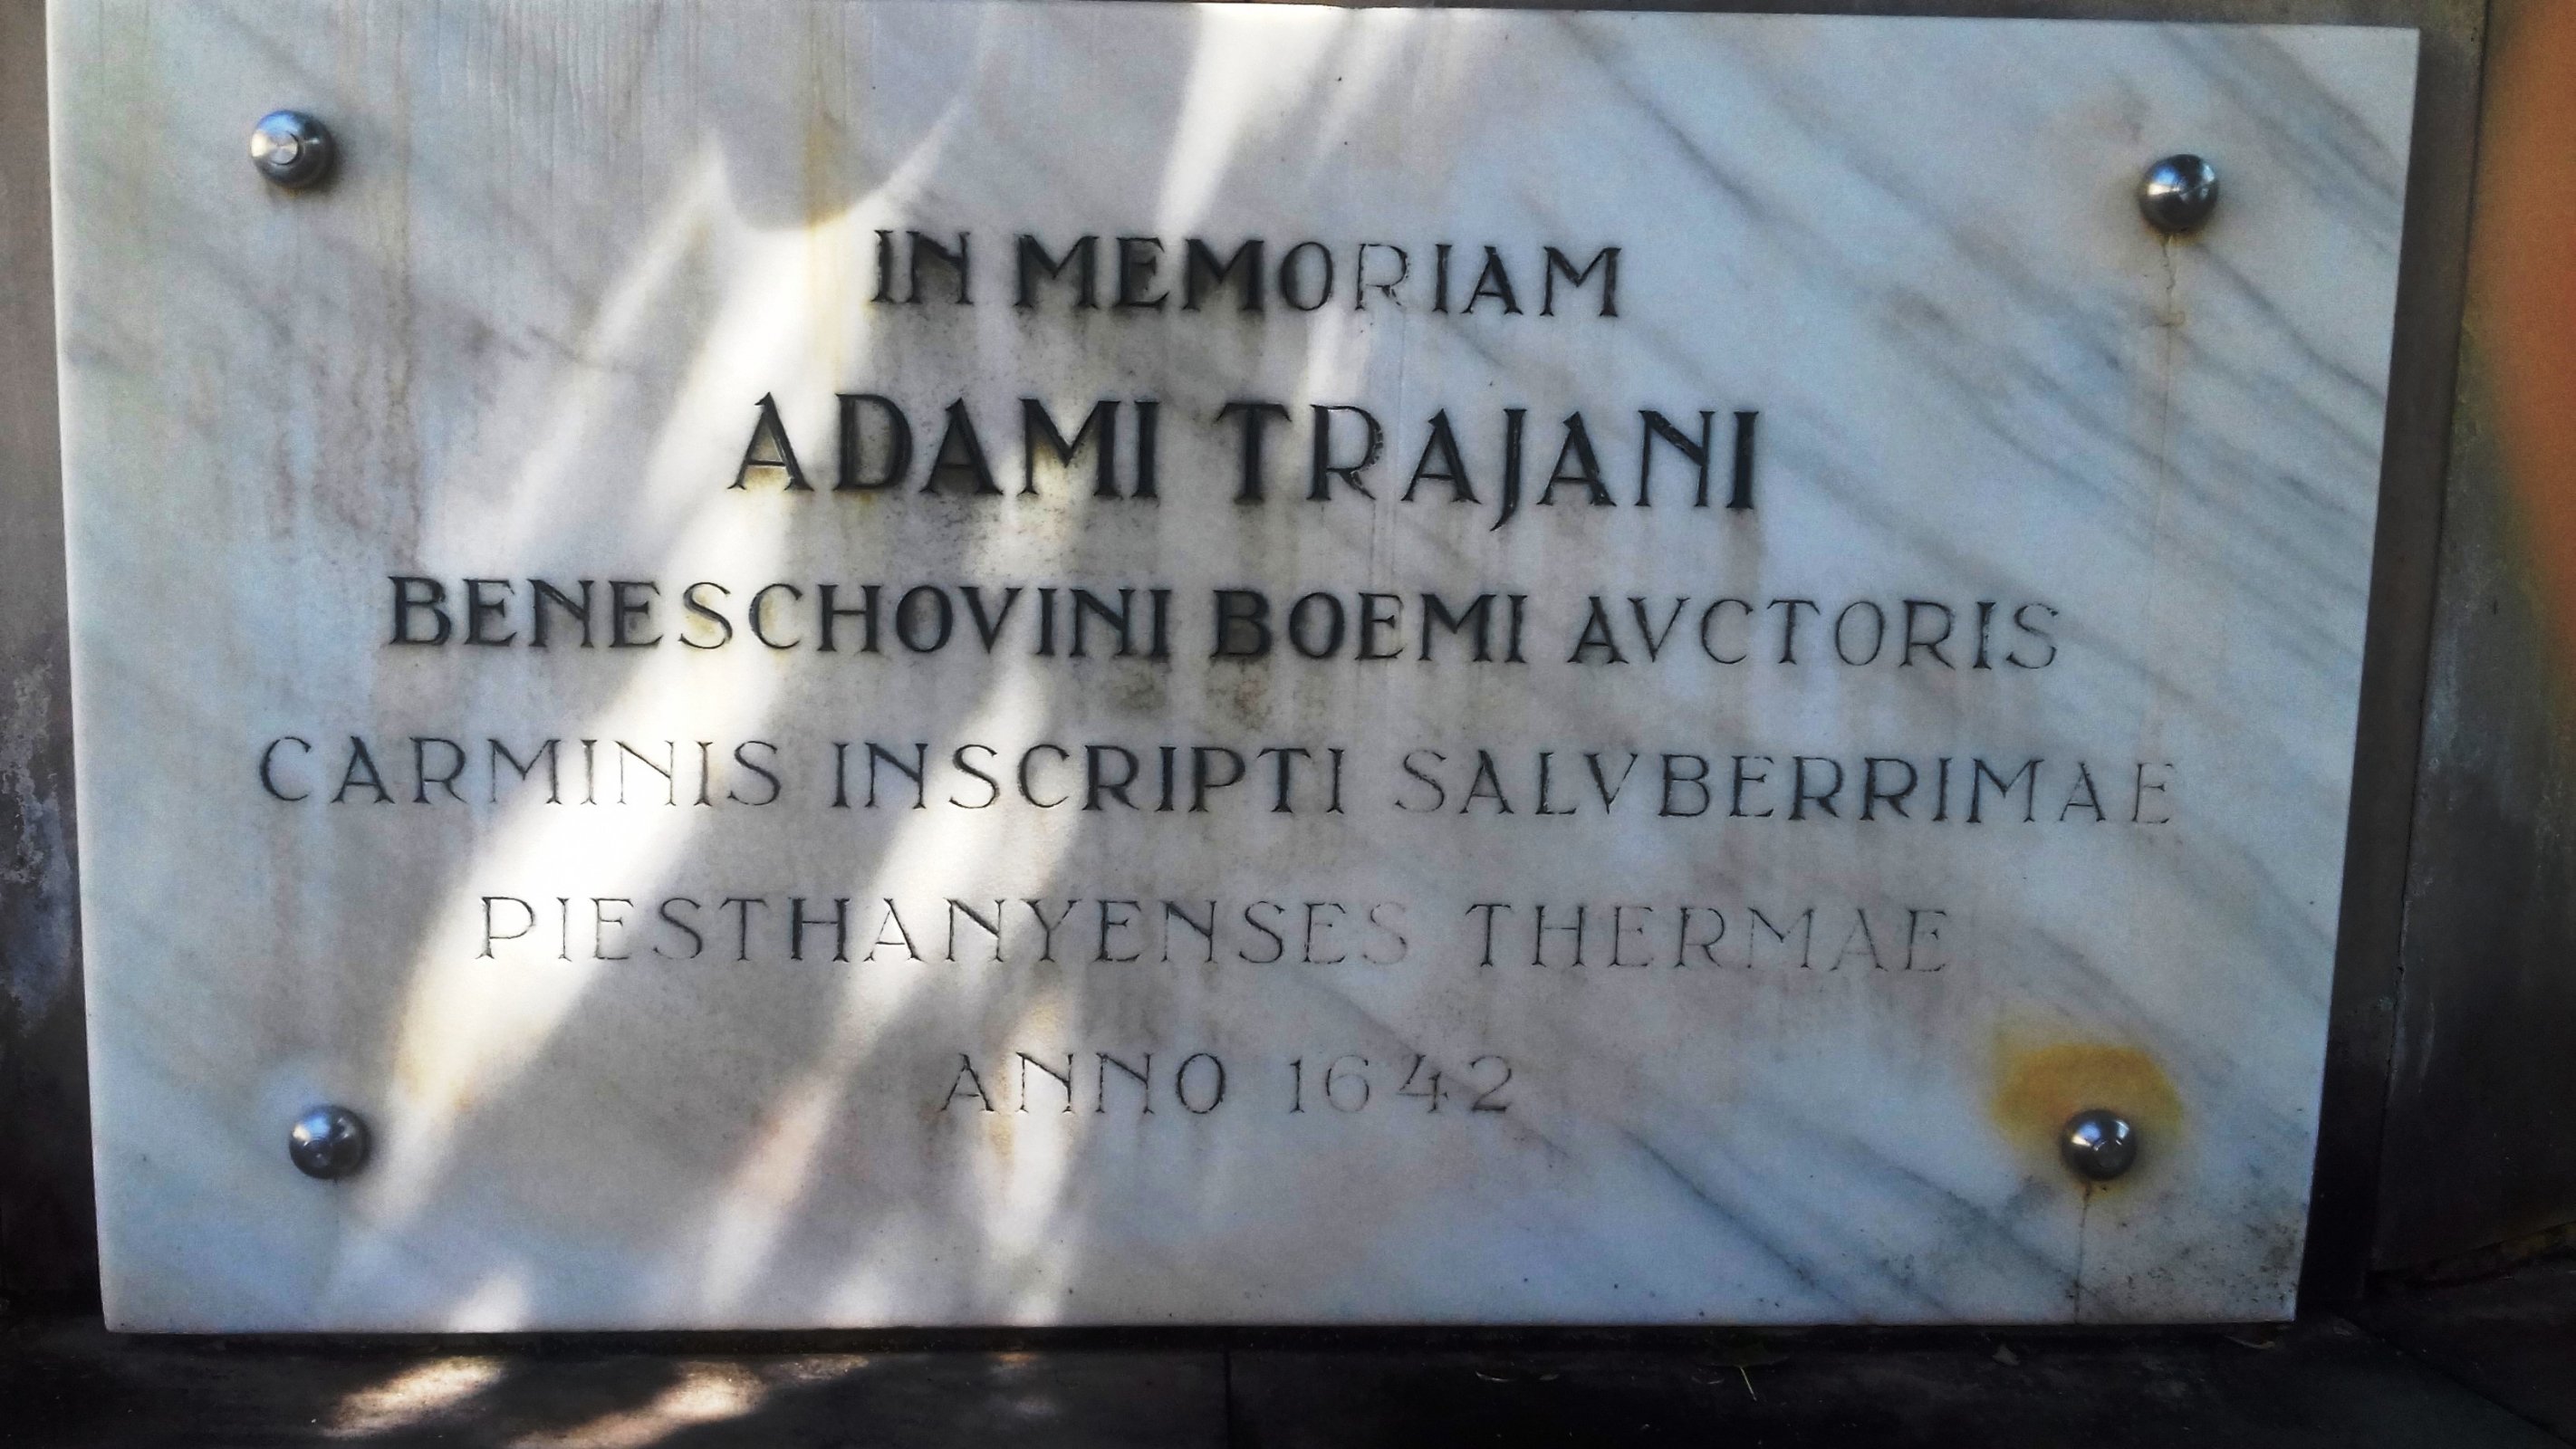 IN MEMORIAM
ADAMI TRAJANI
BENESCHOVINI BOEMI AVCTORIS
CARMINIS INSCRIPTI SALVBERRIMAE
PIESTHANYENSES THERMAE
ANNO 1642